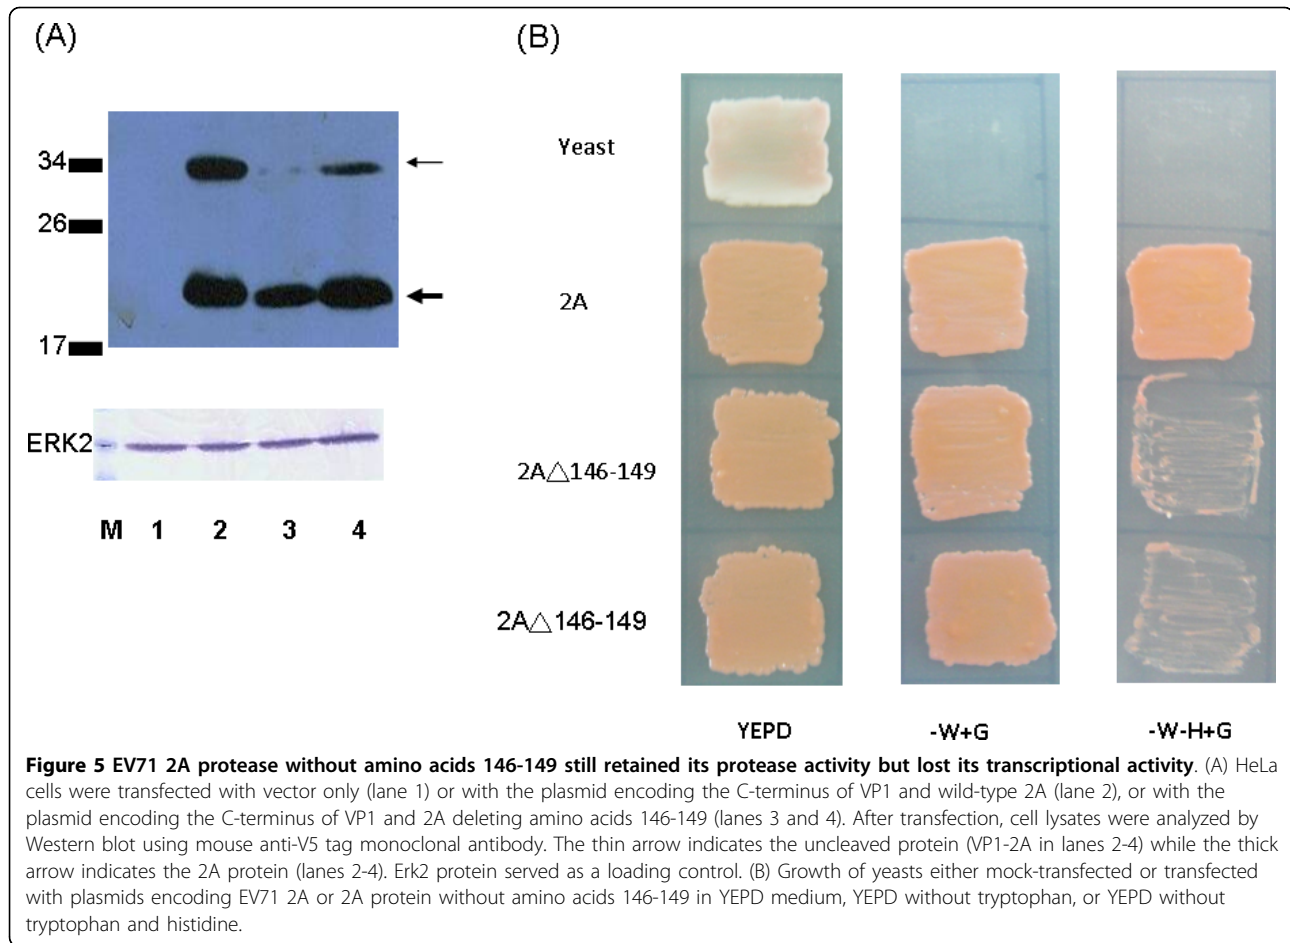 (A)
(B)
34
26
17
ERK2
M 1 2 3 4
Yeast
2A
2A△146-149
2A△146-149
YEPD -W+G -W-H+G
Figure 5 EV71 2A protease without amino acids 146-149 still retained its protease activity but lost its transcriptional activity. (A) HeLa
cells were transfected with vector only (lane 1) or with the plasmid encoding the C-terminus of VP1 and wild-type 2A (lane 2), or with the
plasmid encoding the C-terminus of VP1 and 2A deleting amino acids 146-149 (lanes 3 and 4). After transfection, cell lysates were analyzed by
Western blot using mouse anti-V5 tag monoclonal antibody. The thin arrow indicates the uncleaved protein (VP1-2A in lanes 2-4) while the thick
arrow indicates the 2A protein (lanes 2-4). Erk2 protein served as a loading control. (B) Growth of yeasts either mock-transfected or transfected
with plasmids encoding EV71 2A or 2A protein without amino acids 146-149 in YEPD medium, YEPD without tryptophan, or YEPD without
tryptophan and histidine.